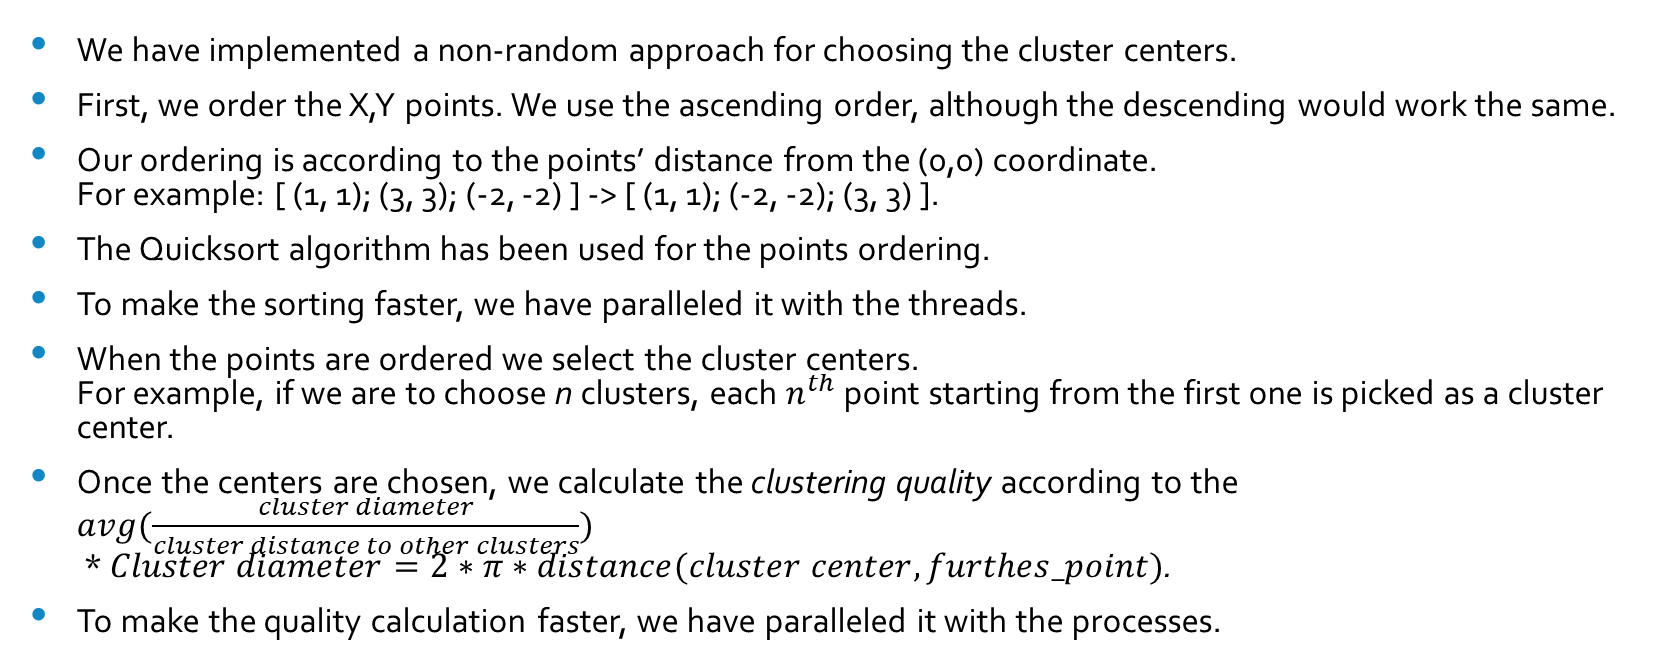 • We have implemented a non-random approach for choosing the cluster centers.
• First, we order the X,Y points. We use the ascending order, although the descending would work the same.
• Our ordering is according to the points’ distance from the (0,0) coordinate.
For example: [ (1, 1); (3, 3); (-2, -2) ] -> [ (1, 1); (-2, -2); (3, 3) ].
• The Quicksort algorithm has been used for the points ordering.
• To make the sorting faster, we have paralleled it with the threads.
• When the points are ordered we select the cluster centers.
For example, if we are to choose n clusters, each n^{th} point starting from the first one is picked as a cluster
center.
• Once the centers are chosen, we calculate the clustering quality according to the
avg(\frac{cluster diameter}{cluster distance to other clusters})
* Cluster diameter = 2 * π * distance(cluster center, furthes_point).
• To make the quality calculation faster, we have paralleled it with the processes.